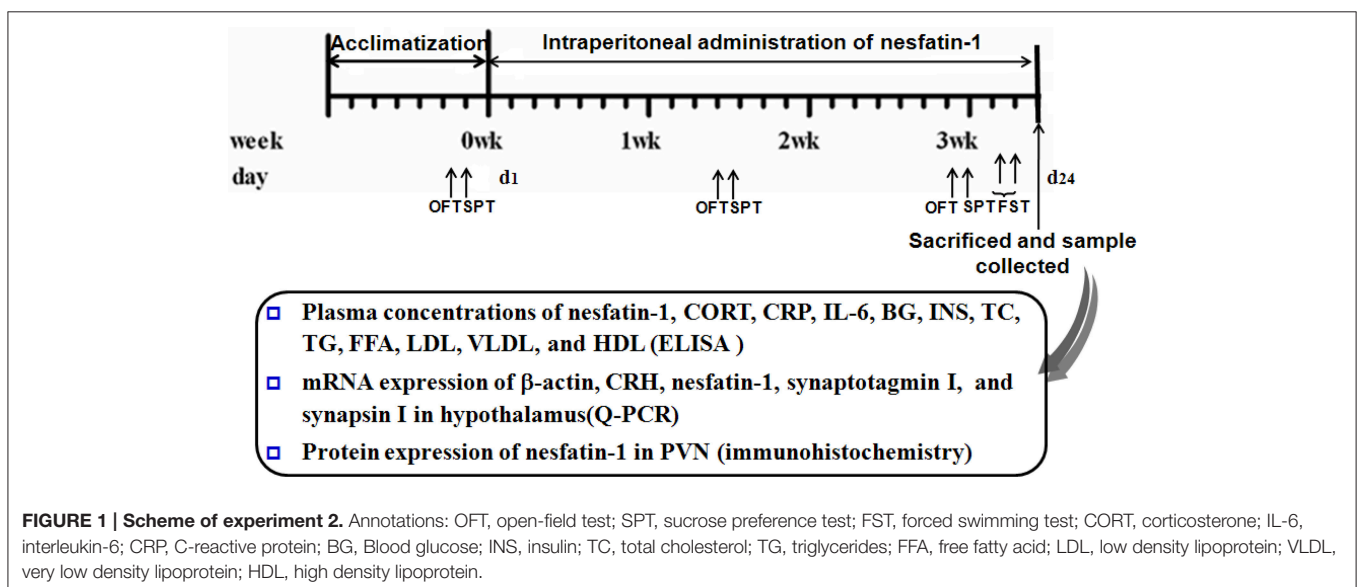 Acclimatization Intraperitoneal administration of nesfatin-1
week 0wk 1wk 2wk 3wk
day d1 d24
OFTSPT OFTSPT OFT SPTFST
Sacrificed and sample
collected
Plasma concentrations of nesfatin-1, CORT, CRP, IL-6, BG, INS, TC,
TG, FFA, LDL, VLDL, and HDL (ELISA )
mRNA expression of β-actin, CRH, nesfatin-1, synaptotagmin I, and
synapsin I in hypothalamus(Q-PCR)
Protein expression of nesfatin-1 in PVN (immunohistochemistry)
FIGURE 1 | Scheme of experiment 2. Annotations: OFT, open-field test; SPT, sucrose preference test; FST, forced swimming test; CORT, corticosterone; IL-6,
interleukin-6; CRP, C-reactive protein; BG, Blood glucose; INS, insulin; TC, total cholesterol; TG, triglycerides; FFA, free fatty acid; LDL, low density lipoprotein; VLDL,
very low density lipoprotein; HDL, high density lipoprotein.